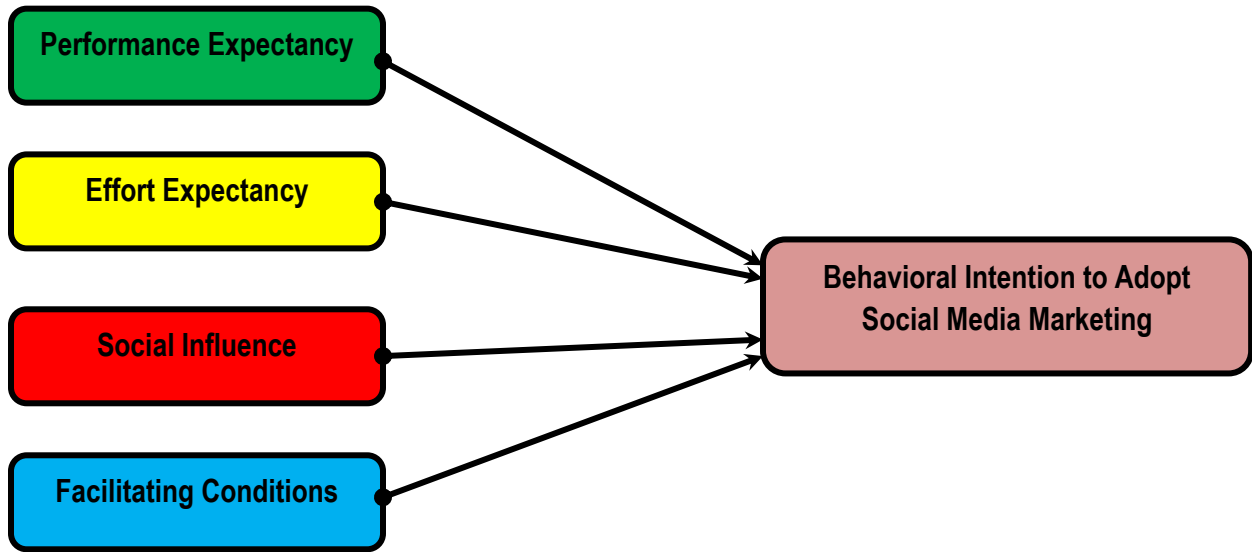 Performance Expectancy
Effort Expectancy
Behavioral Intention to Adopt
Social Media Marketing
Social Influence
Facilitating Conditions